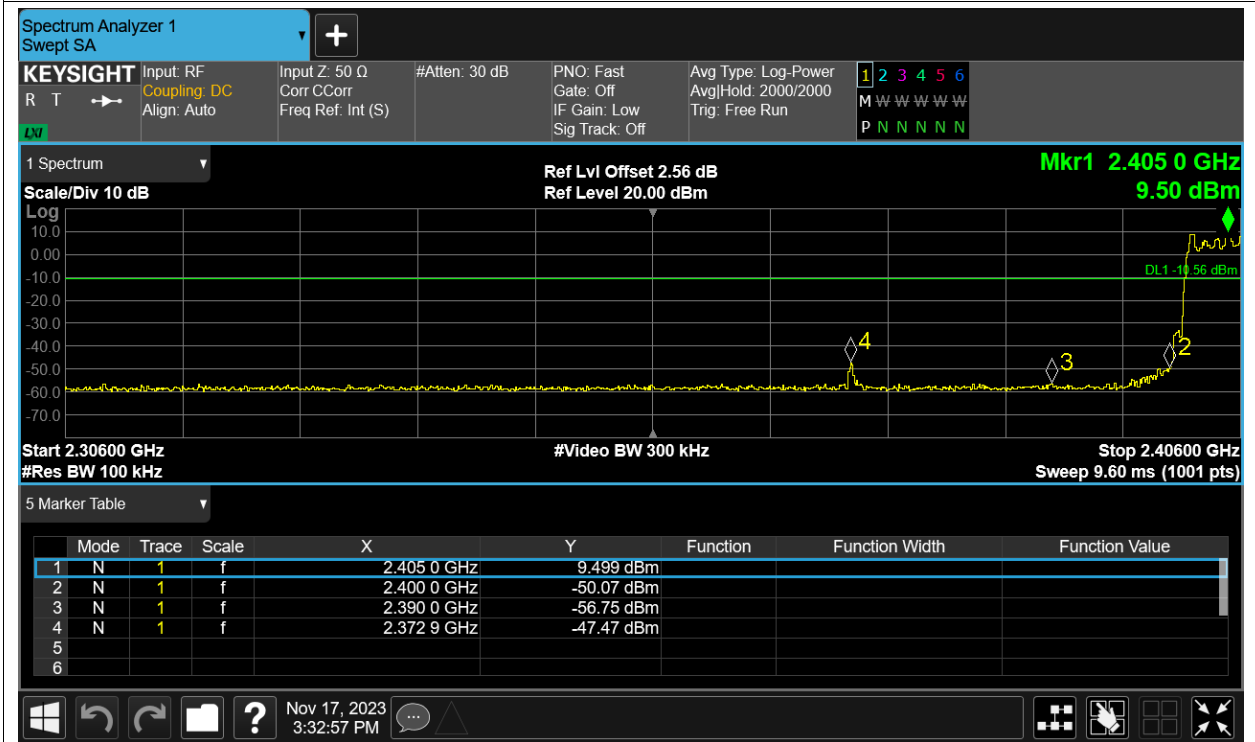 Spectrum Analyzer 1
Swept SA
+
KEYSIGHT Input: RF Input Z: 50 Ω #Atten: 30 dB PNO: Fast Avg Type: Log-Power 1 2 3 4 5 6
R T Coupling: DC Corr CCorr Gate: Off Avg|Hold: 2000/2000 M W W W W W
Align: Auto Freq Ref: Int (S) IF Gain: Low Trig: Free Run
LXI Sig Track: Off P N N N N N
1 Spectrum Ref Lvl Offset 2.56 dB Mkr1 2.405 0 GHz
Scale/Div 10 dB Ref Level 20.00 dBm 9.50 dBm
Log
10.0
0.00
-10.0 DL1 -10.56 dBm
-20.0
-30.0
-40.0 4 2
-50.0 3
-60.0
-70.0
Start 2.30600 GHz #Video BW 300 kHz Stop 2.40600 GHz
#Res BW 100 kHz Sweep 9.60 ms (1001 pts)
5 Marker Table
Mode Trace Scale X Y Function Function Width Function Value
1 N 1 f 2.405 0 GHz 9.499 dBm
2 N 1 f 2.400 0 GHz -50.07 dBm
3 N 1 f 2.390 0 GHz -56.75 dBm
4 N 1 f 2.372 9 GHz -47.47 dBm
5
6
? Nov 17, 2023
3:32:57 PM